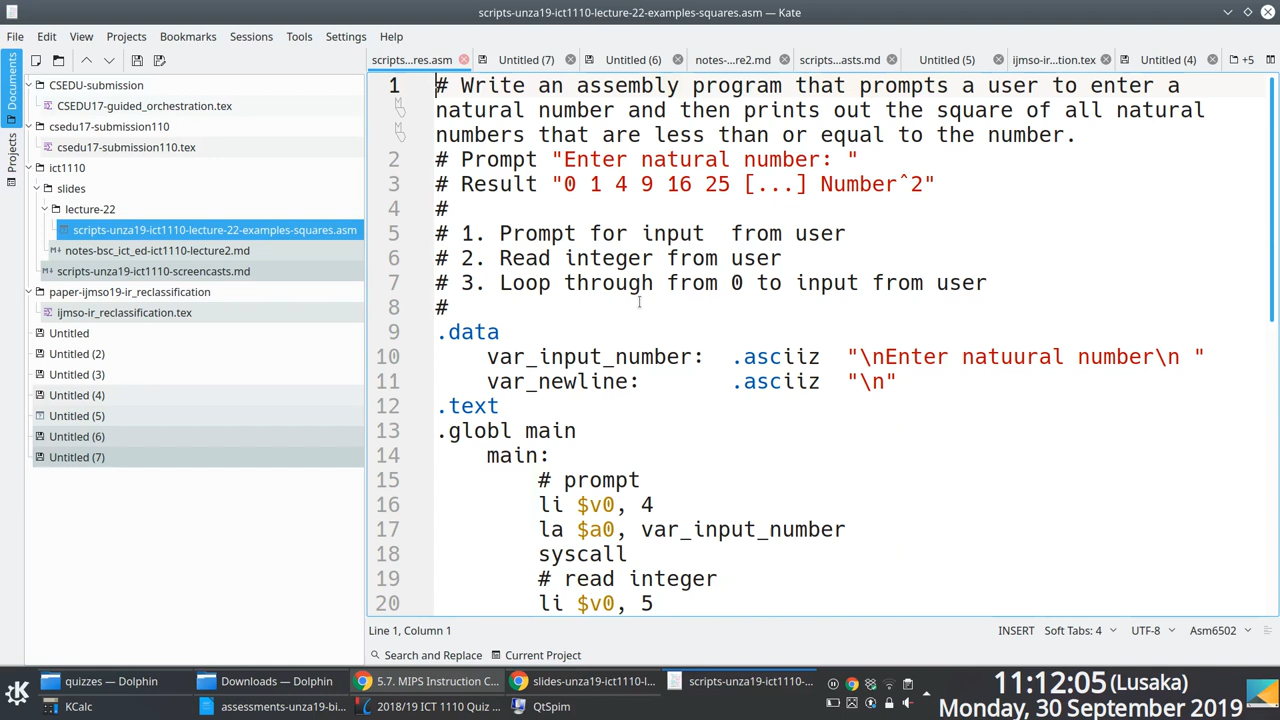 scripts-unza19-ict1110-lecture-22-examples-squares.asm — Kate
File Edit View Projects Bookmarks Sessions Tools Settings Help
scripts...res.asm Untitled (7) Untitled (6) notes-...re2.md scripts...asts.md Untitled (5) ijmso-ir...tion.tex Untitled (4) +5
Documents
Projects
CSEDU-submission
CSEDU17-guided_orchestration.tex
csedu17-submission110
csedu17-submission110.tex
ict1110
slides
lecture-22
scripts-unza19-ict1110-lecture-22-examples-squares.asm
notes-bsc_ict_ed-ict1110-lecture2.md
scripts-unza19-ict1110-screencasts.md
paper-ijmso19-ir_reclassification
ijmso-ir_reclassification.tex
Untitled
Untitled (2)
Untitled (3)
Untitled (4)
Untitled (5)
Untitled (6)
Untitled (7)
1 # Write an assembly program that prompts a user to enter a
natural number and then prints out the square of all natural
numbers that are less than or equal to the number.
2 # Prompt "Enter natural number: "
3 # Result "0 1 4 9 16 25 [...] Numberˆ2"
4 #
5 # 1. Prompt for input  from user
6 # 2. Read integer from user
7 # 3. Loop through from 0 to input from user
8 #
9 .data
10 var_input_number: .asciiz "\nEnter natuural number\n "
11 var_newline: .asciiz "\n"
12 .text
13 .globl main
14 main:
15 # prompt
16 li $v0, 4
17 la $a0, var_input_number
18 syscall
19 # read integer
20 li $v0, 5
Line 1, Column 1 INSERT Soft Tabs: 4 UTF-8 Asm6502
Search and Replace Current Project
quizzes — Dolphin Downloads — Dolphin 5.7. MIPS Instruction C... slides-unza19-ict1110-l... scripts-unza19-ict1110-...
KCalc assessments-unza19-bi... 2018/19 ICT 1110 Quiz ... QtSpim
11:12:05 (Lusaka)
Monday, 30 September 2019